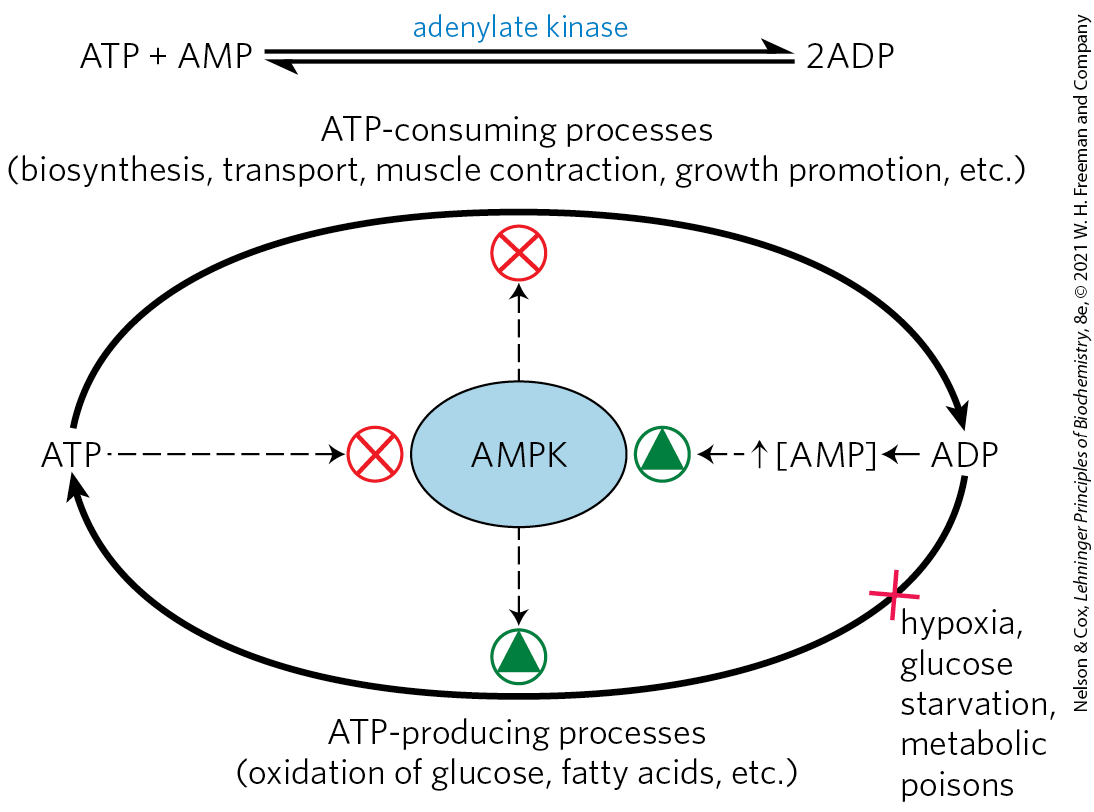 adenylate kinase
ATP + AMP
2ADP
ATP-consuming processes
(biosynthesis, transport, muscle contraction, growth promotion, etc.)
ATP
AMPK
↑[AMP]
ADP
hypoxia,
glucose
starvation,
metabolic
poisons
ATP-producing processes
(oxidation of glucose, fatty acids, etc.)
Nelson & Cox, Lehninger Principles of Biochemistry, 8e, © 2021 W. H. Freeman and Company